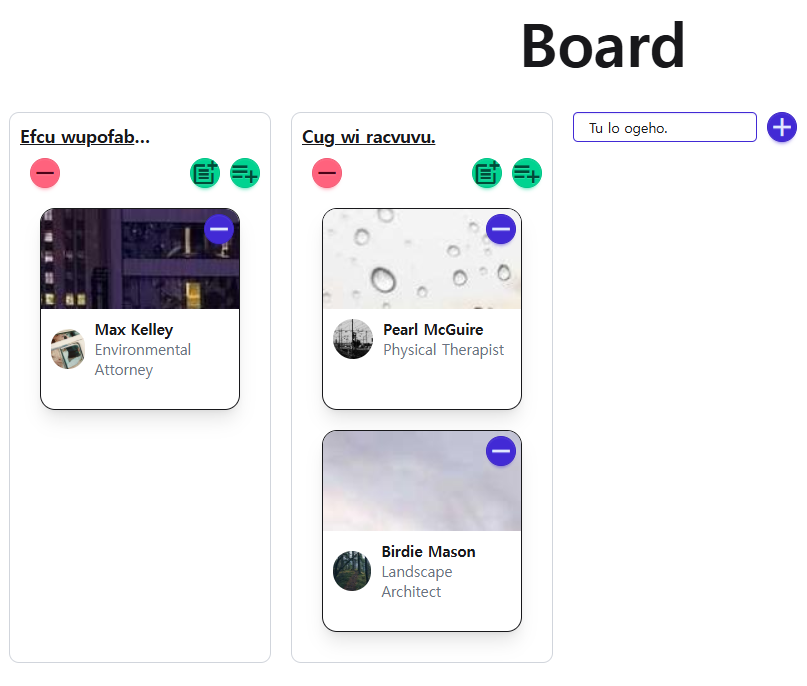 Board
Efcu wupofab...
Cug wi racvuvu.
Tu lo ogeho.
Max Kelley
Environmental
Attorney
Pearl McGuire
Physical Therapist
Birdie Mason
Landscape
Architect